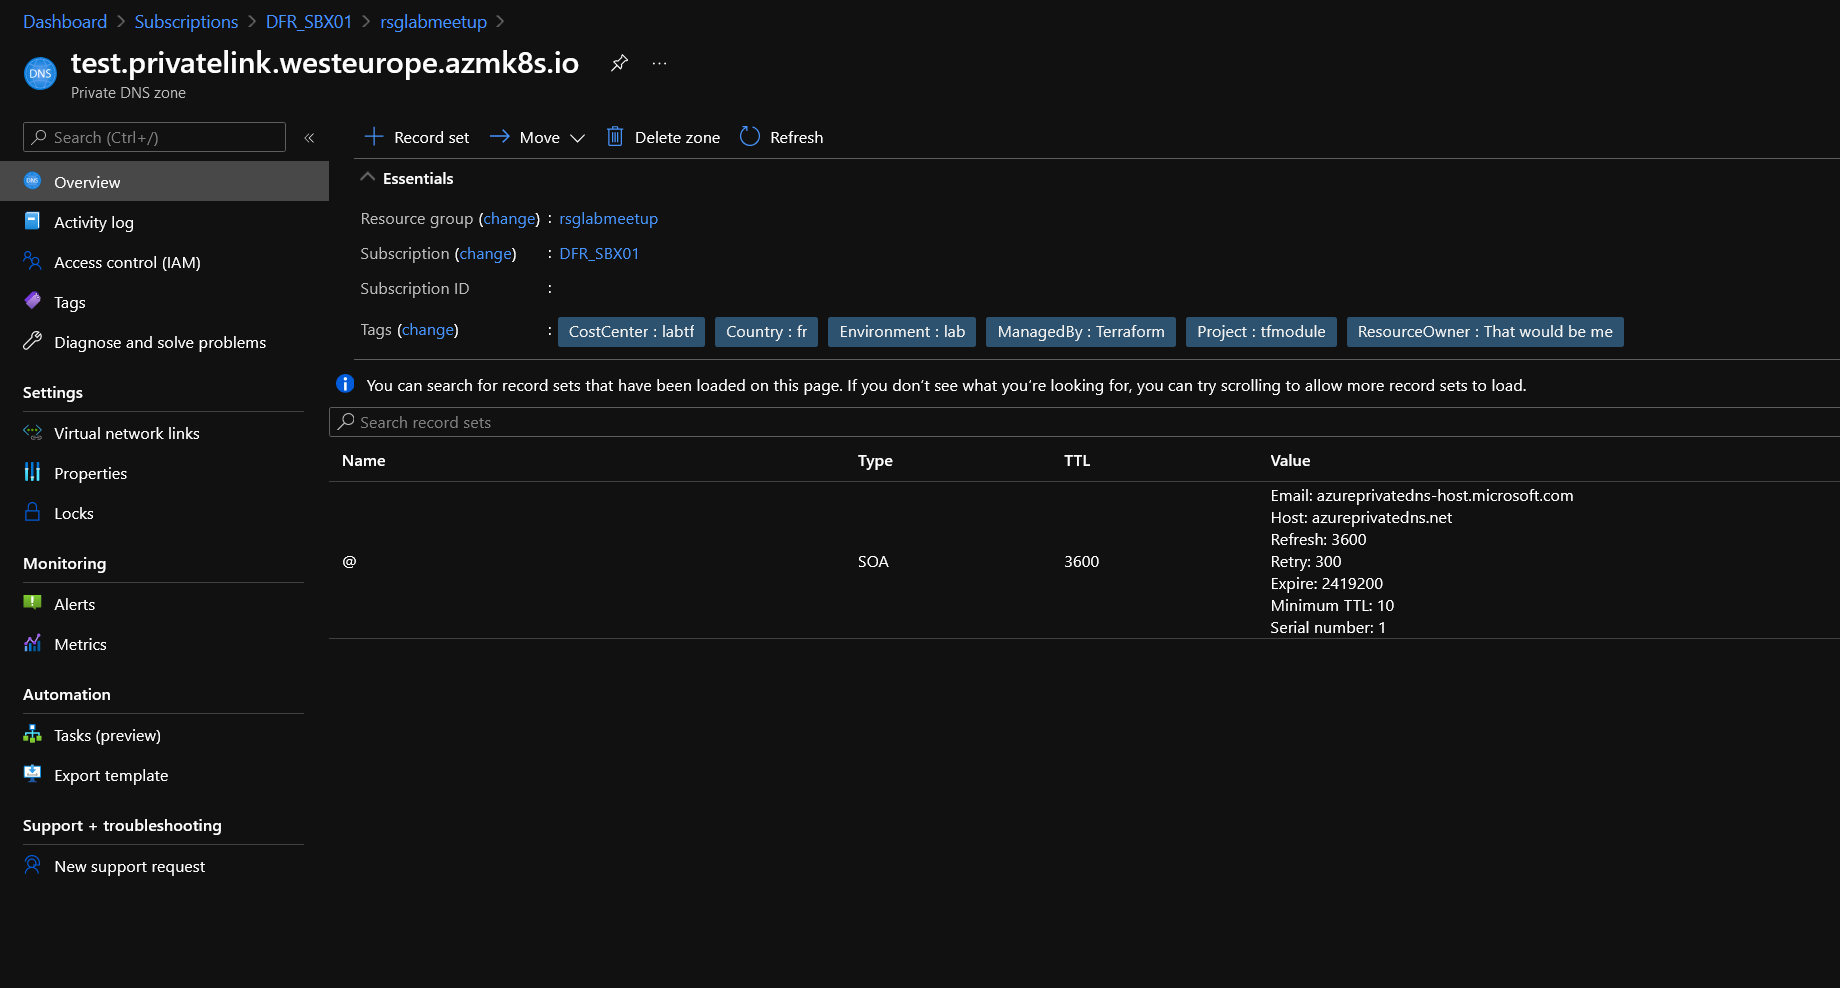 Dashboard > Subscriptions > DFR_SBX01 > rsglabmeetup >
DNS
test.privatelink.westeurope.azmk8s.io
...
Private DNS zone
Search (Ctrl+/)
«
Overview
Activity log
Access control (IAM)
Tags
Diagnose and solve problems
Settings
Virtual network links
Properties
Locks
Monitoring
Alerts
Metrics
Automation
Tasks (preview)
Export template
Support + troubleshooting
New support request
Record set Move Delete zone Refresh
Essentials
Resource group (change) : rsglabmeetup
Subscription (change) : DFR_SBX01
Subscription ID :
Tags (change) : CostCenter : labtf Country : fr Environment : lab ManagedBy : Terraform Project : tfmodule ResourceOwner : That would be me
You can search for record sets that have been loaded on this page. If you don't see what you're looking for, you can try scrolling to allow more record sets to load.
Search record sets
Name Type TTL Value
@ SOA 3600
Email: azureprivatedns-host.microsoft.com
Host: azureprivatedns.net
Refresh: 3600
Retry: 300
Expire: 2419200
Minimum TTL: 10
Serial number: 1